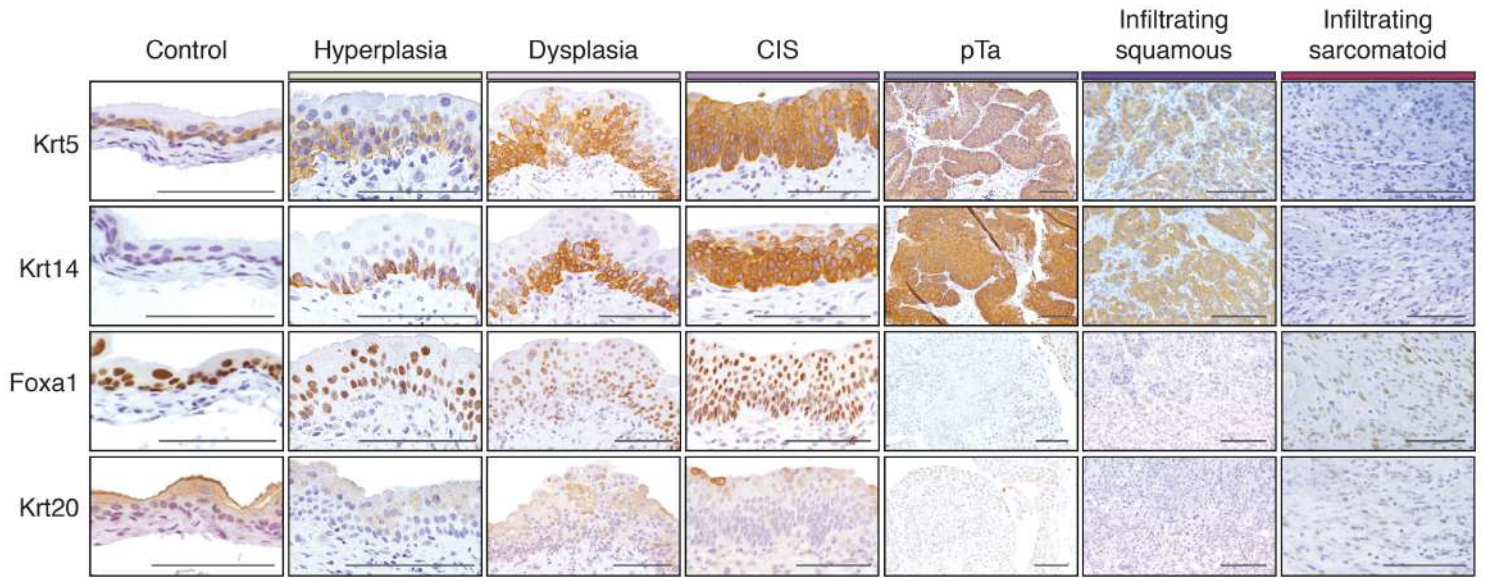 Control
Hyperplasia
Dysplasia
CIS
pTa
Infiltrating
squamous
Infiltrating
sarcomatoid
Krt5
Krt14
Foxa1
Krt20